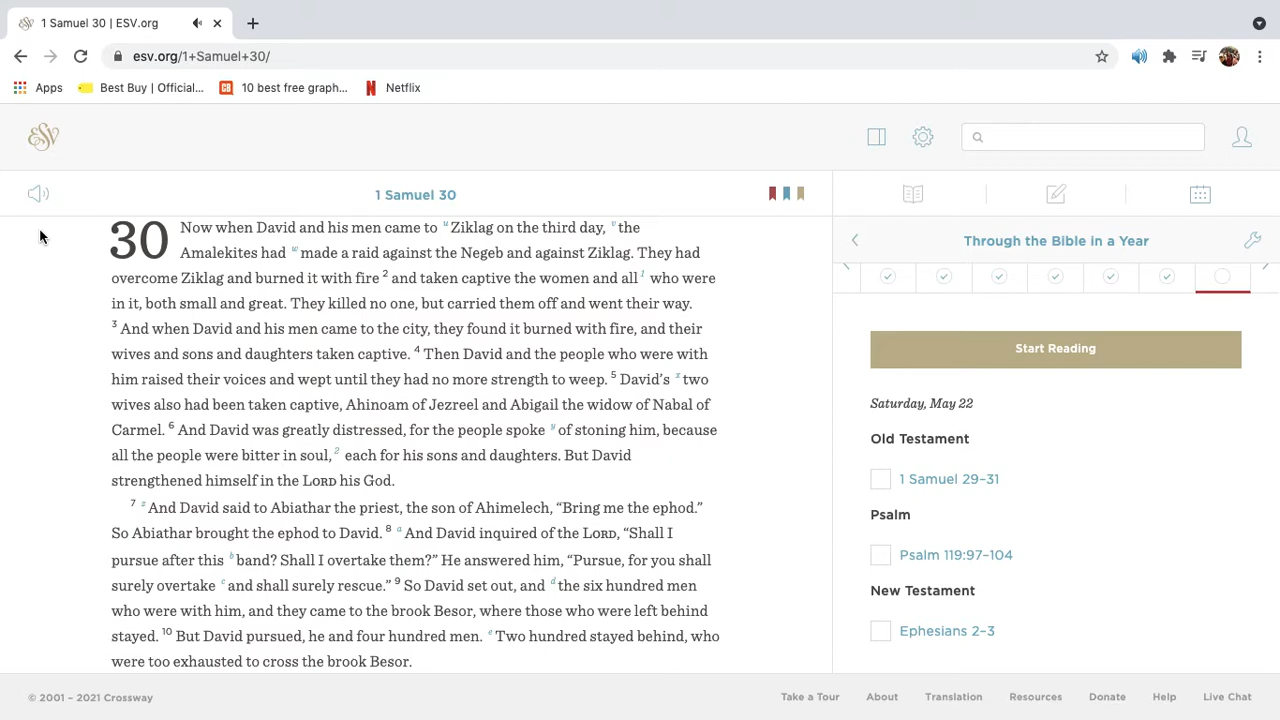 1 Samuel 30 | ESV.org
esv.org/1+Samuel+30/
Apps Best Buy | Official... CB 10 best free graph... Netflix
ESV
1 Samuel 30
Through the Bible in a Year
30 Now when David and his men came to u Ziklag on the third day, v the
Amalekites had w made a raid against the Negeb and against Ziklag. They had
overcome Ziklag and burned it with fire 2 and taken captive the women and all 1 who were
in it, both small and great. They killed no one, but carried them off and went their way.
3 And when David and his men came to the city, they found it burned with fire, and their
wives and sons and daughters taken captive. 4 Then David and the people who were with
him raised their voices and wept until they had no more strength to weep. 5 David’s x two
wives also had been taken captive, Ahinoam of Jezreel and Abigail the widow of Nabal of
Carmel. 6 And David was greatly distressed, for the people spoke y of stoning him, because
all the people were bitter in soul, 2 each for his sons and daughters. But David
strengthened himself in the LORD his God.
7 z And David said to Abiathar the priest, the son of Ahimelech, “Bring me the ephod.”
So Abiathar brought the ephod to David. 8 a And David inquired of the LORD, “Shall I
pursue after this b band? Shall I overtake them?” He answered him, “Pursue, for you shall
surely overtake c and shall surely rescue.” 9 So David set out, and d the six hundred men
who were with him, and they came to the brook Besor, where those who were left behind
stayed. 10 But David pursued, he and four hundred men. e Two hundred stayed behind, who
were too exhausted to cross the brook Besor.
Start Reading
Saturday, May 22
Old Testament
1 Samuel 29–31
Psalm
Psalm 119:97–104
New Testament
Ephesians 2–3
© 2001 – 2021 Crossway Take a Tour About Translation Resources Donate Help Live Chat